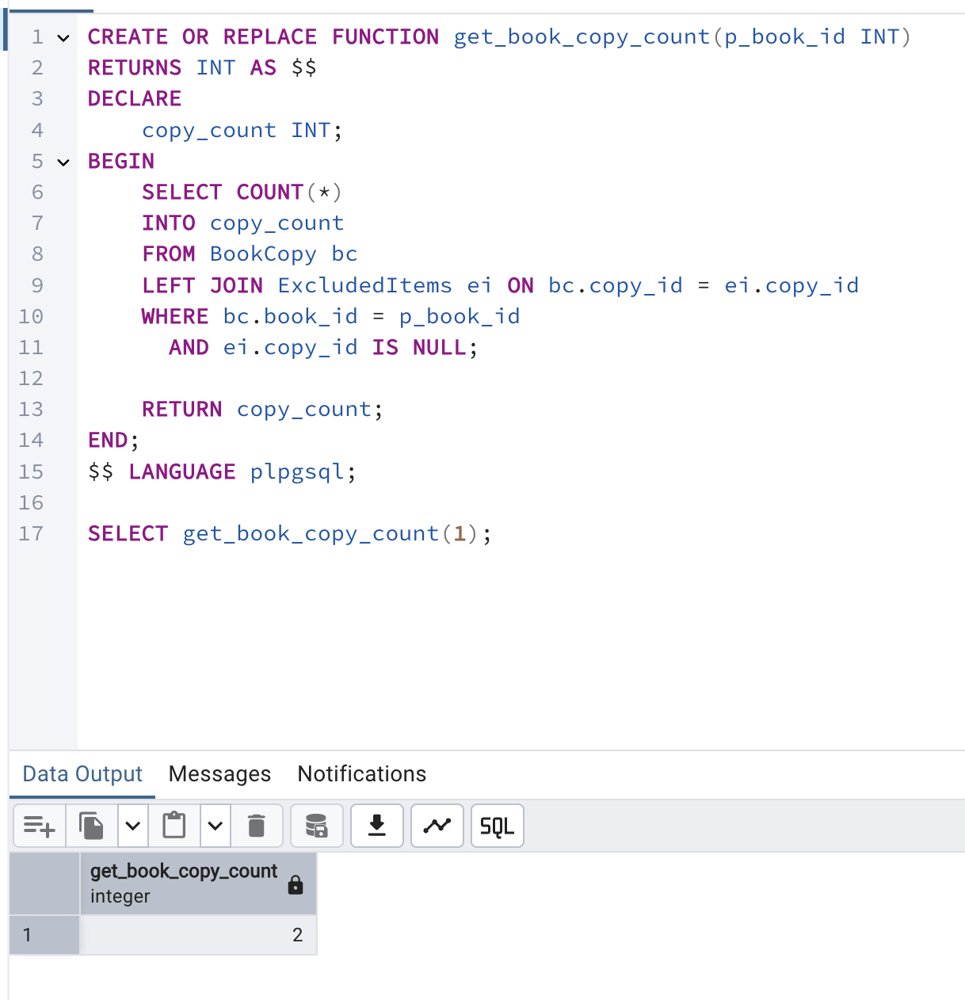 1 CREATE OR REPLACE FUNCTION get_book_copy_count(p_book_id INT)
2 RETURNS INT AS $$
3 DECLARE
4     copy_count INT;
5 BEGIN
6     SELECT COUNT(*)
7     INTO copy_count
8     FROM BookCopy bc
9     LEFT JOIN ExcludedItems ei ON bc.copy_id = ei.copy_id
10     WHERE bc.book_id = p_book_id
11       AND ei.copy_id IS NULL;
12
13     RETURN copy_count;
14 END;
15 $$ LANGUAGE plpgsql;
16
17 SELECT get_book_copy_count(1);
Data Output Messages Notifications
SQL
get_book_copy_count
integer
1 2